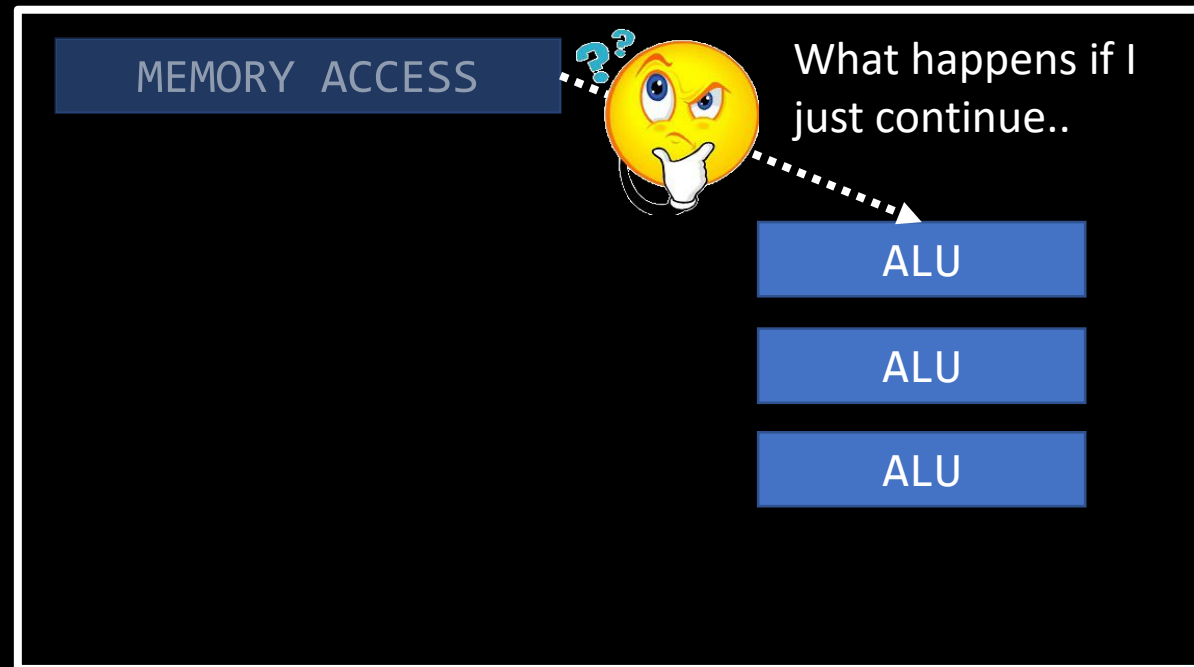 MEMORY ACCESS
??
What happens if I
just continue..
ALU
ALU
ALU